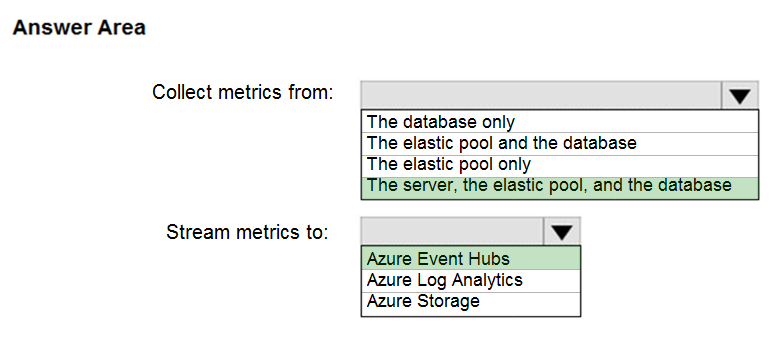 Answer Area
Collect metrics from:
The database only
The elastic pool and the database
The elastic pool only
The server, the elastic pool, and the database
Stream metrics to:
Azure Event Hubs
Azure Log Analytics
Azure Storage